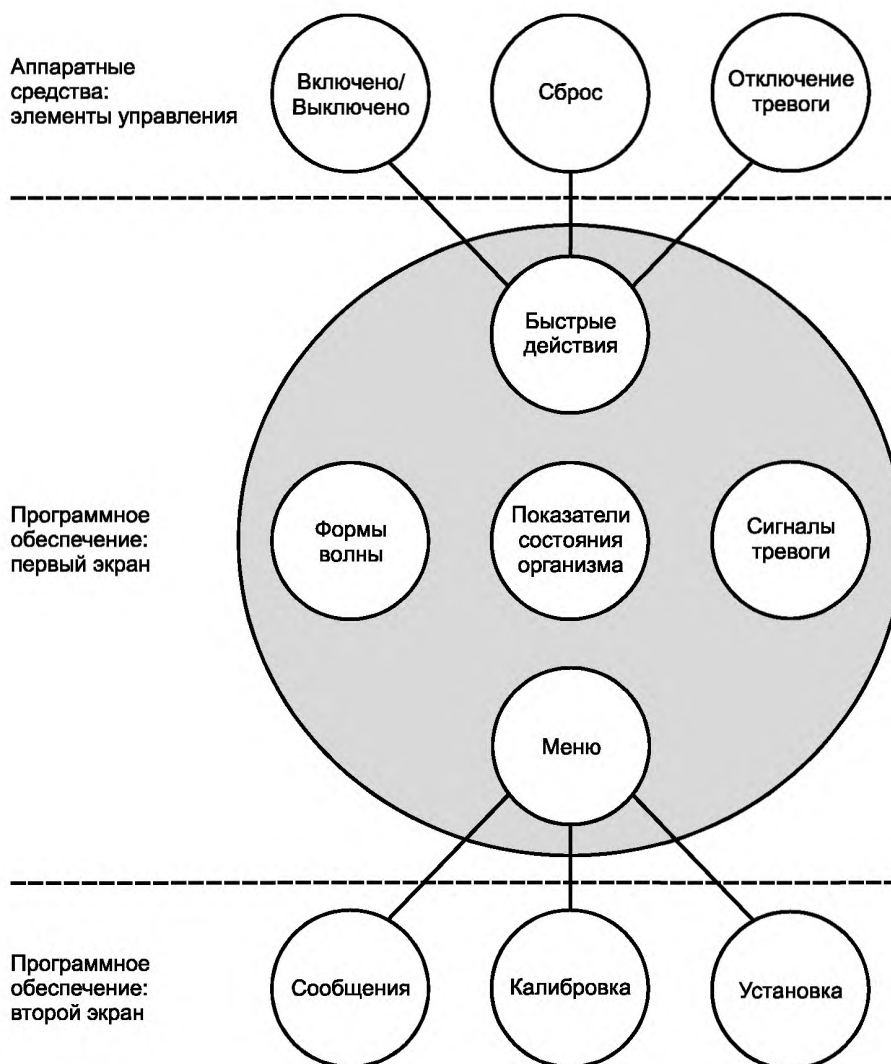 Аппаратные
средства:
элементы управления
Включено/
Выключено
Сброс
Отключение
тревоги
Быстрые
действия
Программное
обеспечение:
первый экран
Формы
волны
Показатели
состояния
организма
Сигналы
тревоги
Меню
Программное
обеспечение:
второй экран
Сообщения
Калибровка
Установка